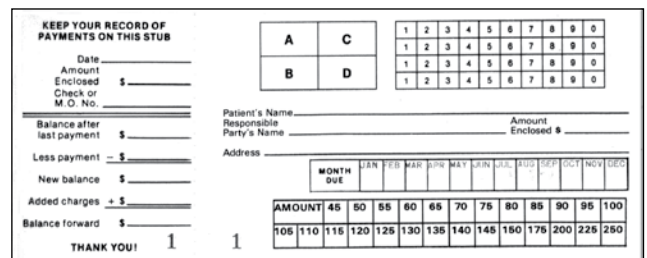 KEEP YOUR RECORD OF
PAYMENTS ON THIS STUB
Date
Amount
Enclosed $
Check or
M.O. No.
Balance after
last payment $
Less payment – $
New balance $
Added charges + $
Balance forward $
THANK YOU! 1
A C
B D
1 2 3 4 5 6 7 8 9 0
1 2 3 4 5 6 7 8 9 0
1 2 3 4 5 6 7 8 9 0
1 2 3 4 5 6 7 8 9 0
Patient's Name
Responsible
Party's Name
Amount
Enclosed $
Address
MONTH
DUE
JAN FEB MAR APR MAY JUN JUL AUG SEP OCT NOV DEC
AMOUNT 45 50 55 60 65 70 75 80 85 90 95 100
105 110 115 120 125 130 135 140 145 150 175 200 225 250
1